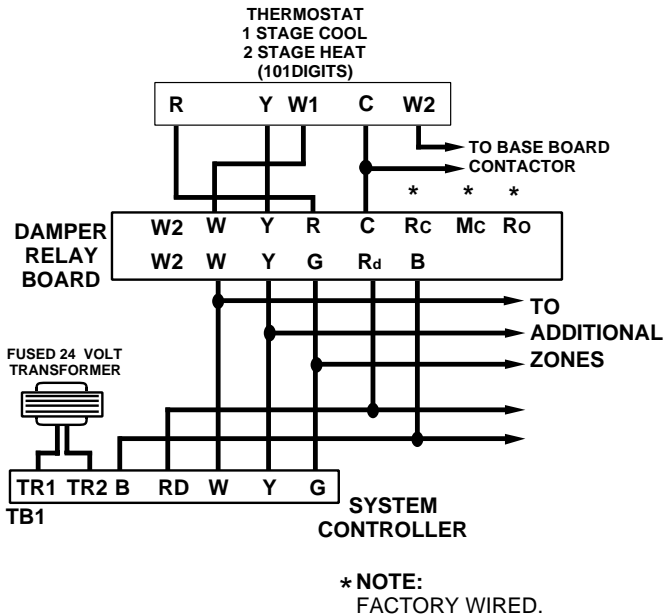 THERMOSTAT
1 STAGE COOL
2 STAGE HEAT
(101DIGITS)
R Y W1 C W2
TO BASE BOARD
CONTACTOR
* * *
DAMPER
RELAY
BOARD
W2 W Y R C RC MC RO
W2 W Y G Rd B
TO
ADDITIONAL
ZONES
FUSED 24 VOLT
TRANSFORMER
TR1 TR2 B RD W Y G
TB1
SYSTEM
CONTROLLER
* NOTE:
FACTORY WIRED.